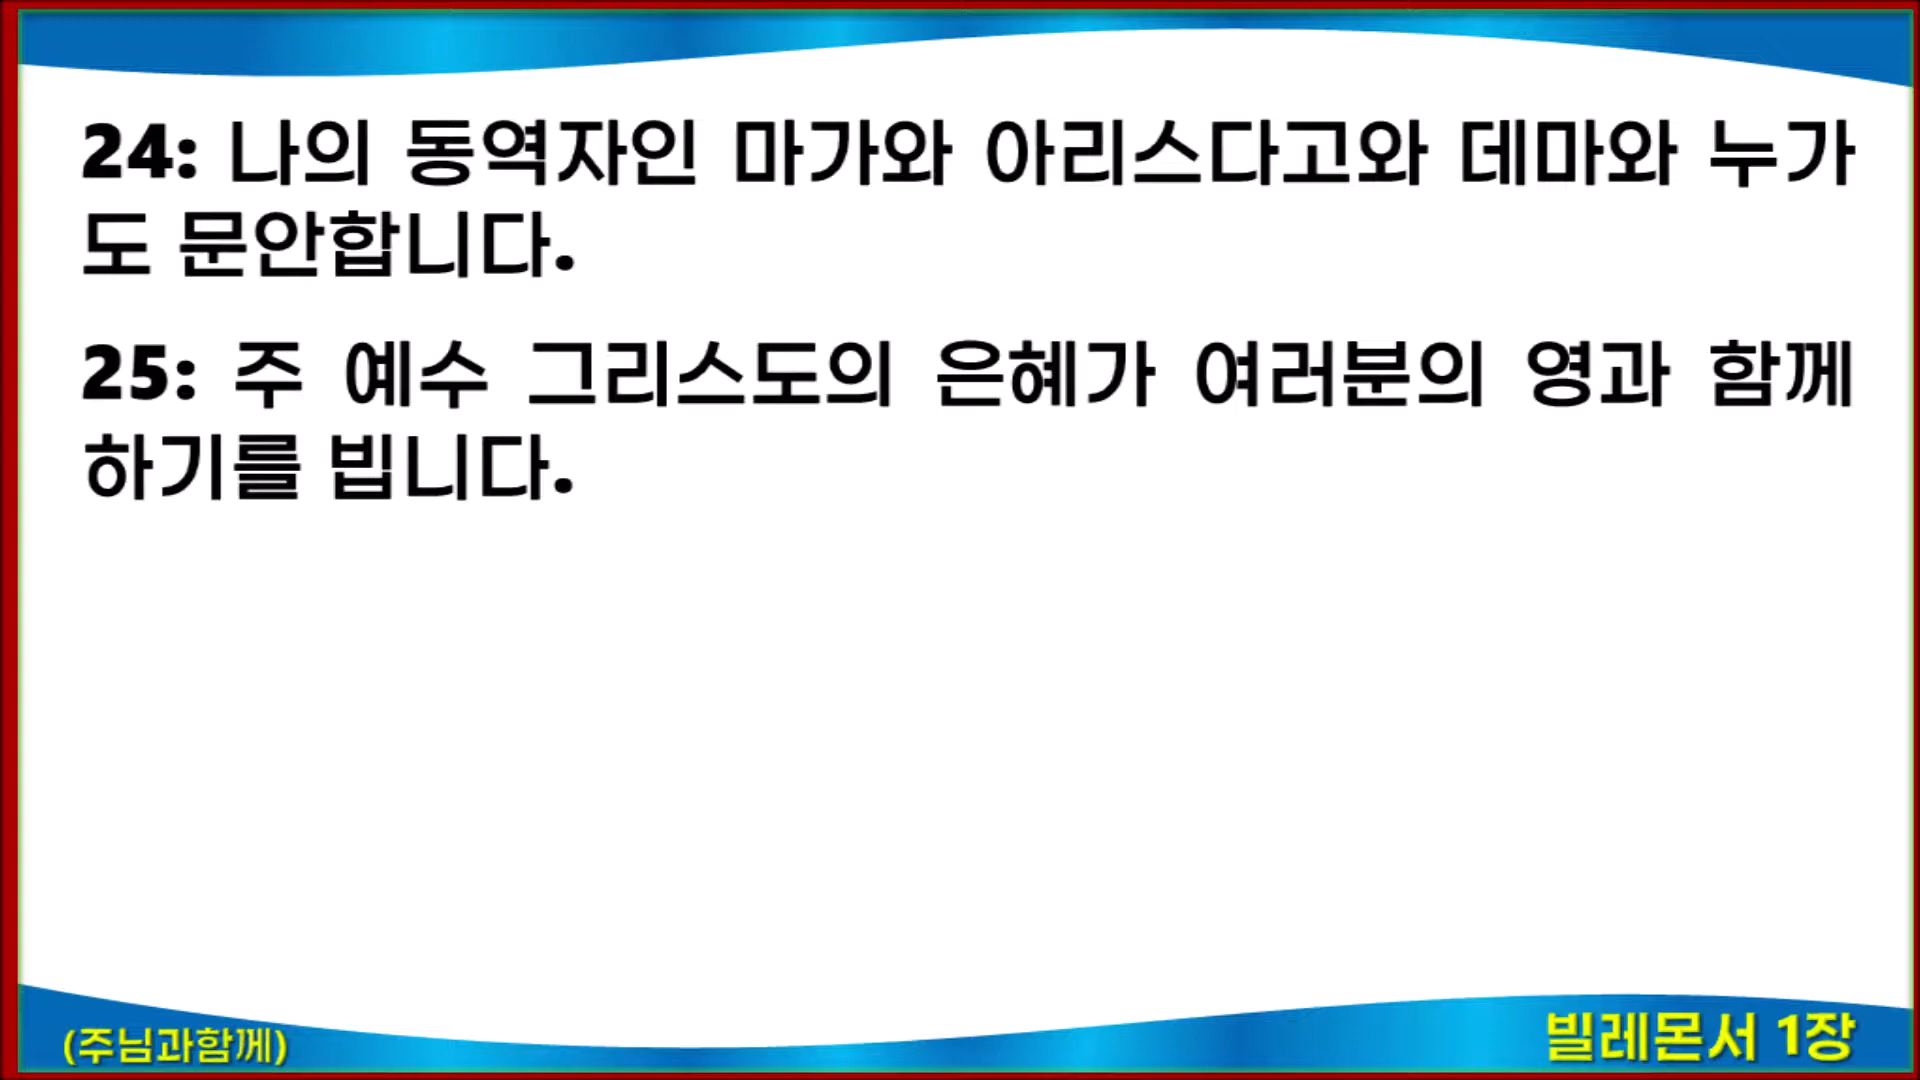 24: 나의 동역자인 마가와 아리스다고와 데마와 누가
도 문안합니다.
25: 주 예수 그리스도의 은혜가 여러분의 영과 함께
하기를 빕니다.
(주님과함께)
빌레몬서 1장